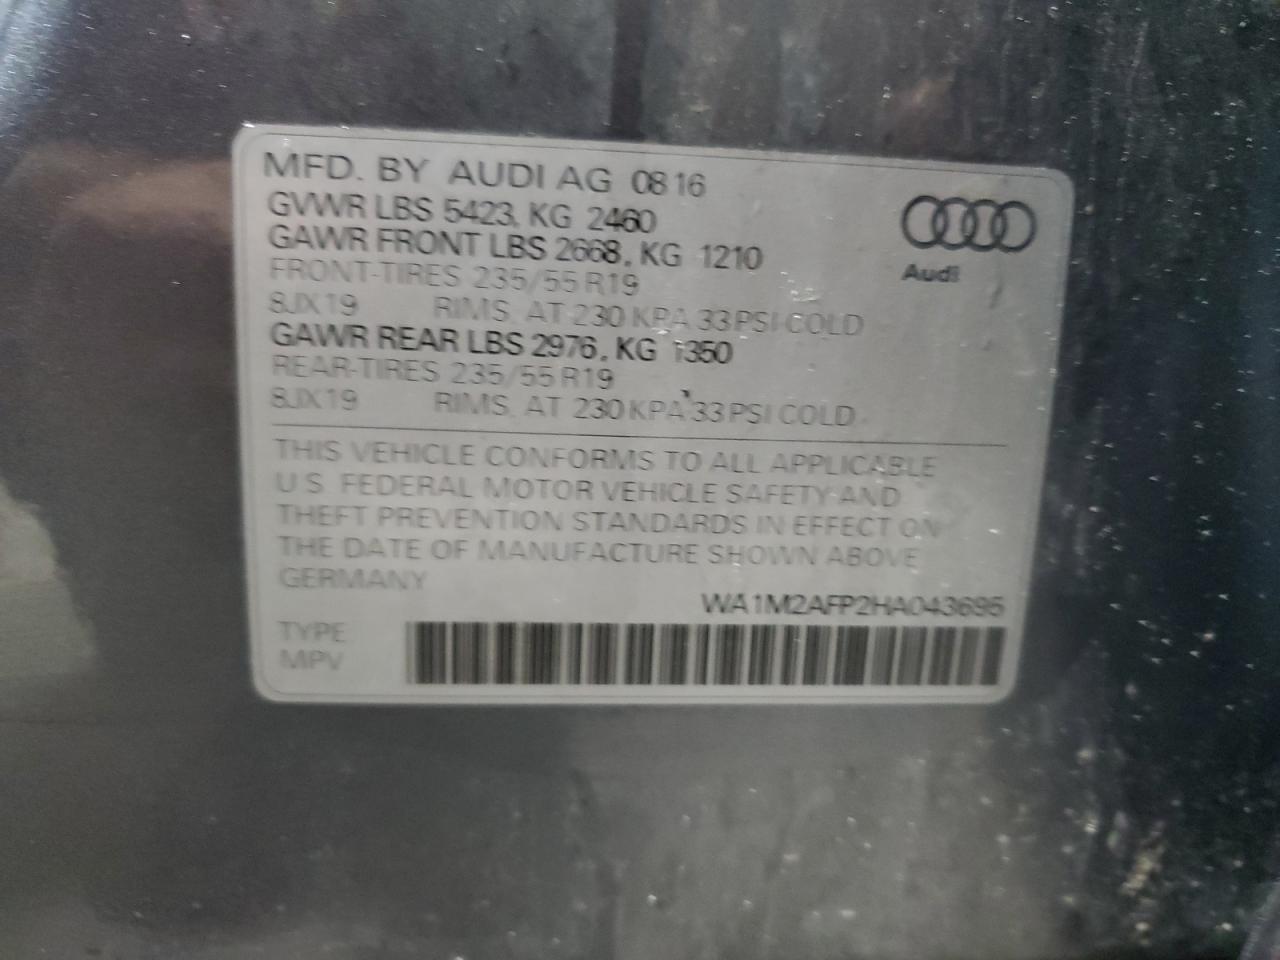 MFD. BY AUDI AG 08 16
GVWR LBS 5423, KG 2460
GAWR FRONT LBS 2668, KG 1210
FRONT-TIRES 235/55 R19
8JX19 RIMS, AT 230 KPA 33 PSI COLD
GAWR REAR LBS 2976, KG 1350
REAR-TIRES 235/55 R19
8JX19 RIMS, AT 230 KPA 33 PSI COLD
Audi
THIS VEHICLE CONFORMS TO ALL APPLICABLE
U.S. FEDERAL MOTOR VEHICLE SAFETY AND
THEFT PREVENTION STANDARDS IN EFFECT ON
THE DATE OF MANUFACTURE SHOWN ABOVE
GERMANY
WA1M2AFP2HA043695
TYPE
MPV